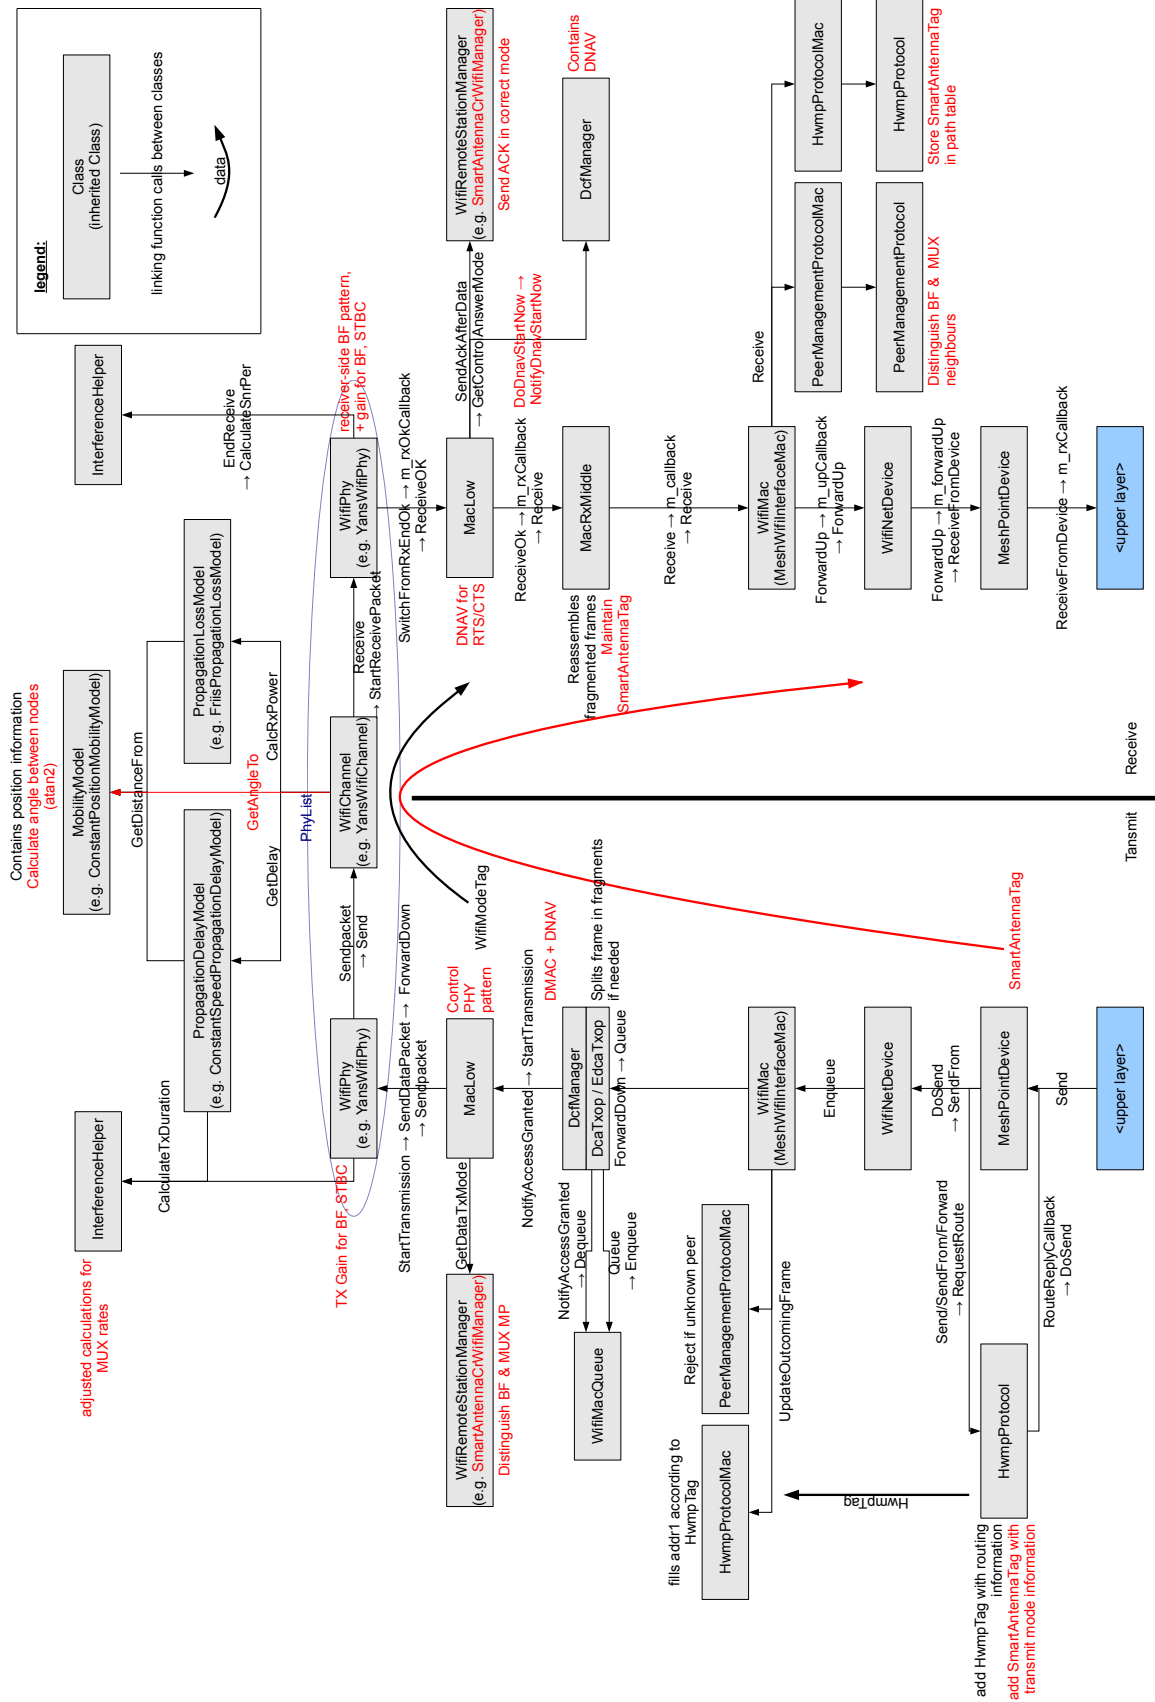 adjusted calculations for
MUX rates
InterferenceHelper
CalculateTxDuration
Contains position information
Calculate angle between nodes
(atan2)
MobilityModel
(e.g. ConstantPositionMobilityModel)
GetDistanceFrom
PropagationDelayModel
(e.g. ConstantSpeedPropagationDelayModel)
PropagationLossModel
(e.g. FriisPropagationLossModel)
GetDelay
GetAngleTo
CalcRxPower
PhyList
InterferenceHelper
EndReceive
→ CalculateSnrPer
legend:
Class
(inherited Class)
linking function calls between classes
data
TX Gain for BF, STBC
WifiPhy
(e.g. YansWifiPhy)
Sendpacket
→ Send
WifiChannel
(e.g. YansWifiChannel)
Receive
→ StartReceivePacket
WifiPhy
(e.g. YansWifiPhy)
receiver-side BF pattern,
+ gain for BF, STBC
StartTransmission → SendDataPacket → ForwardDown
→ Sendpacket
SwitchFromRxEndOk → m_rxOkCallback
→ ReceiveOK
WifiRemoteStationManager
(e.g. SmartAntennaCrWifiManager)
Distinguish BF & MUX MP
GetDataTxMode
MacLow
Control
PHY
pattern
WifiModeTag
DNAV for
RTS/CTS
MacLow
SendAckAfterData
→ GetControlAnswerMode
WifiRemoteStationManager
(e.g. SmartAntennaCrWifiManager)
Send ACK in correct mode
NotifyAccessGranted → StartTransmission
DMAC + DNAV
ReceiveOk → m_rxCallback
→ Receive
DoDnavStartNow →
NotifyDnavStartNow
Contains
DNAV
DcfManager
WifiMacQueue
NotifyAccessGranted
→ Dequeue
Queue
→ Enqueue
DcfManager
DcaTxop / EdcaTxop
Splits frame in fragments
if needed
ForwardDown → Queue
Reassembles
fragmented frames
Maintain
SmartAntennaTag
MacRxMiddle
Receive → m_callback
→ Receive
fills addr1 according to
HwmpTag
HwmpProtocolMac
Reject if unknown peer
PeerManagementProtocolMac
UpdateOutcomingFrame
WifiMac
(MeshWifiInterfaceMac)
Enqueue
WifiMac
(MeshWifiInterfaceMac)
Receive
PeerManagementProtocolMac
HwmpProtocolMac
ForwardUp → m_upCallback
→ ForwardUp
HwmpTag
WifiNetDevice
WifiNetDevice
PeerManagementProtocol
Distinguish BF & MUX
neighbours
HwmpProtocol
Store SmartAntennaTag
in path table
Send/SendFrom/Forward
→ RequestRoute
DoSend
→ SendFrom
ForwardUp → m_forwardUp
→ ReceiveFromDevice
add HwmpTag with routing
information
add SmartAntennaTag with
transmit mode information
HwmpProtocol
MeshPointDevice
SmartAntennaTag
MeshPointDevice
RouteReplyCallback
→ DoSend
Send
ReceiveFromDevice → m_rxCallback
<upper layer>
Tansmit
Receive
<upper layer>